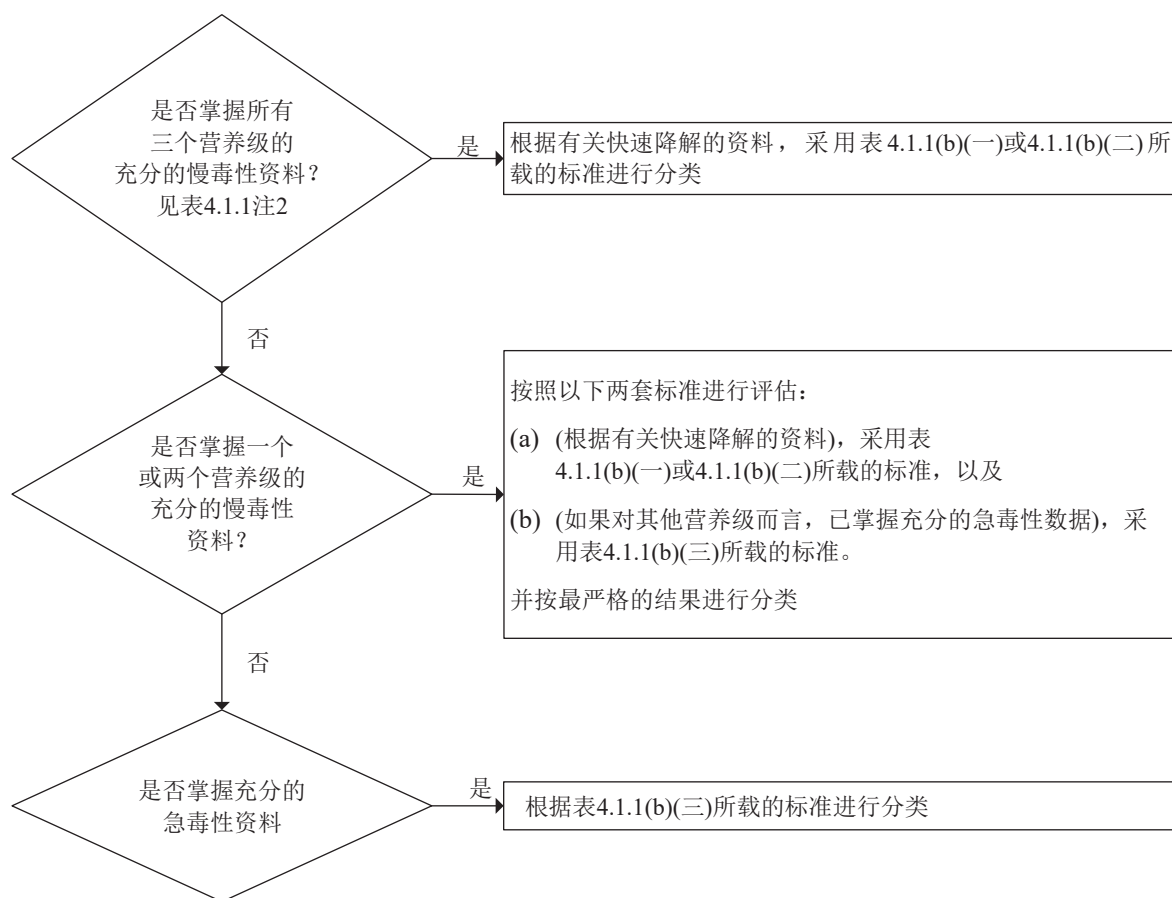 是否掌握所有
三个营养级的
充分的慢毒性资料？
见表4.1.1注2
是
根据有关快速降解的资料，采用表4.1.1(b)(一)或4.1.1(b)(二)所
载的标准进行分类
否
是否掌握一个
或两个营养级的
充分的慢毒性
资料？
是
按照以下两套标准进行评估：
(a) (根据有关快速降解的资料)，采用表
4.1.1(b)(一)或4.1.1(b)(二)所载的标准，以及
(b) (如果对其他营养级而言，已掌握充分的急毒性数据)，采
用表4.1.1(b)(三)所载的标准。
并按最严格的结果进行分类
否
是否掌握充分的
急毒性资料
是
根据表4.1.1(b)(三)所载的标准进行分类